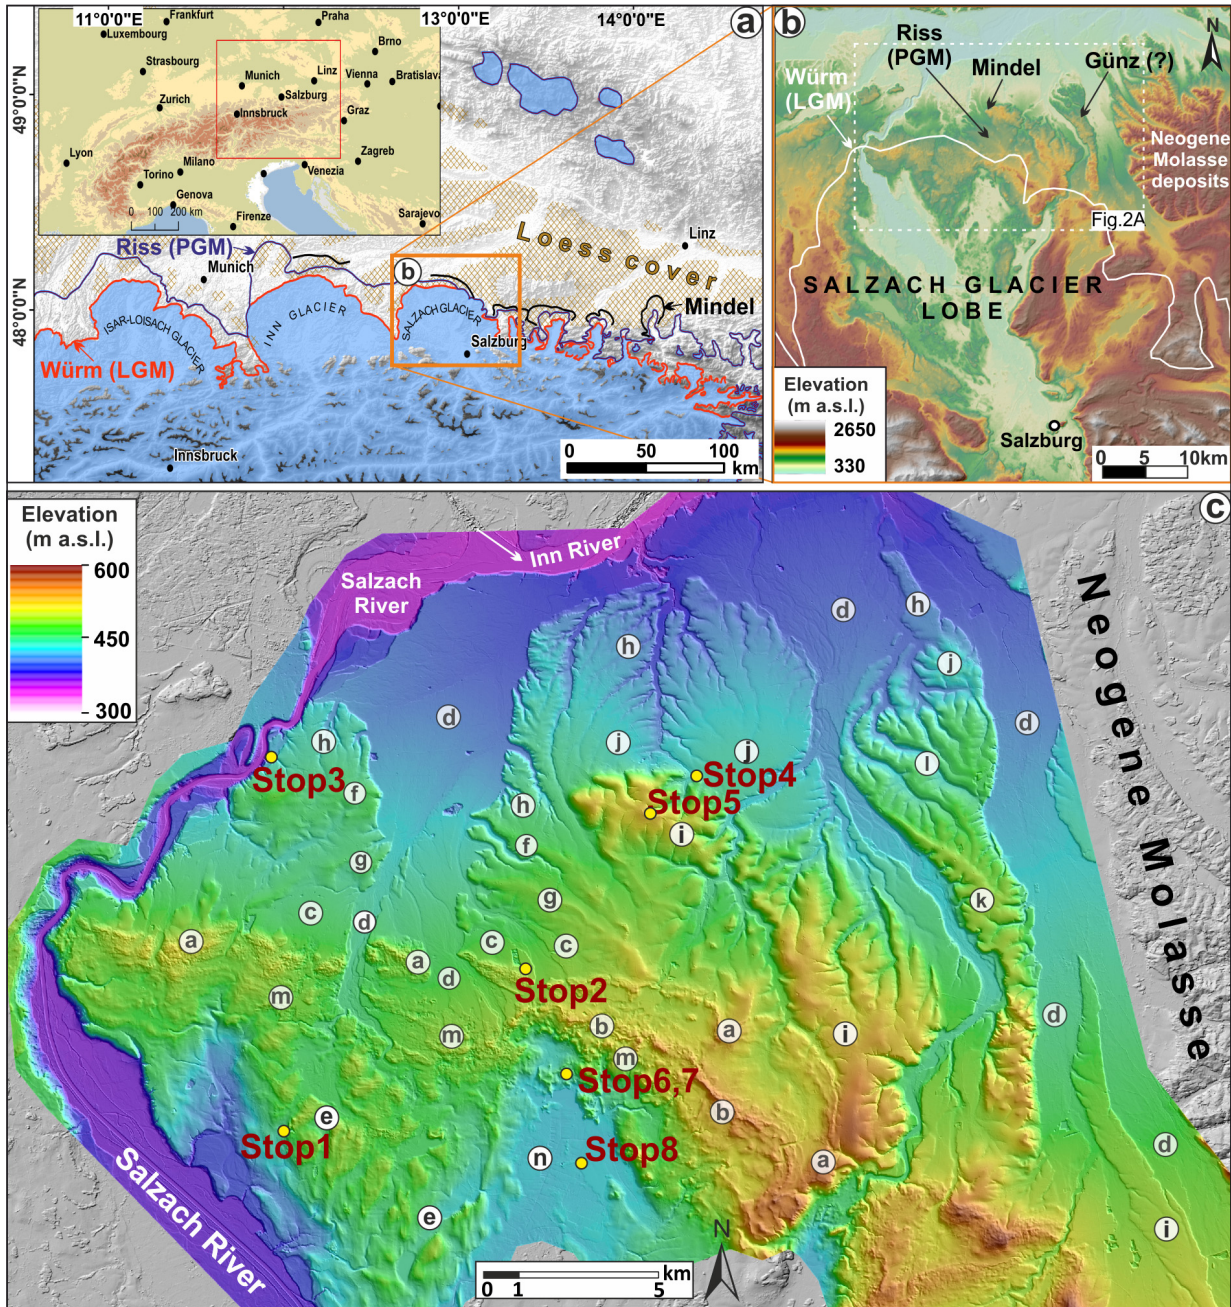 11°0'0"E
13°0'0"E
14°0'0"E
a
49°0'0"N
48°0'0"N
Frankfurt
Praha
Luxembourg
Brno
Strasbourg
Munich
Linz
Vienna
Bratislava
Zurich
Salzburg
Innsbruck
Graz
Lyon
Milano
Zagreb
Torino
Venezia
Genova
0 100 200 km
Firenze
Sarajevo
Riss (PGM)
Munich
Linz
Loess cover
b
Mindel
ISAR-LOISACH GLACIER
INN GLACIER
SALZACH GLACIER
Salzburg
Würm (LGM)
Innsbruck
0 50 100
km
b
N
Riss
(PGM)
Mindel
Günz (?)
Würm
(LGM)
Neogene
Molasse
deposits
Fig.2A
SALZACH GLACIER
LOBE
Elevation
(m a.s.l.)
2650
330
Salzburg
0 5 10km
c
Elevation
(m a.s.l.)
600
450
300
Inn River
Salzach
River
Neogene Molasse
d
h
h
j
d
d
h
j
j
l
Stop3
Stop4
f
h
Stop5
i
f
g
g
k
c
d
a
c
c
a
d
Stop2
m
b
a
i
d
m
m
Stop6,7
b
e
Stop1
n
Stop8
a
d
Salzach River
e
i
N
km
0 1 5